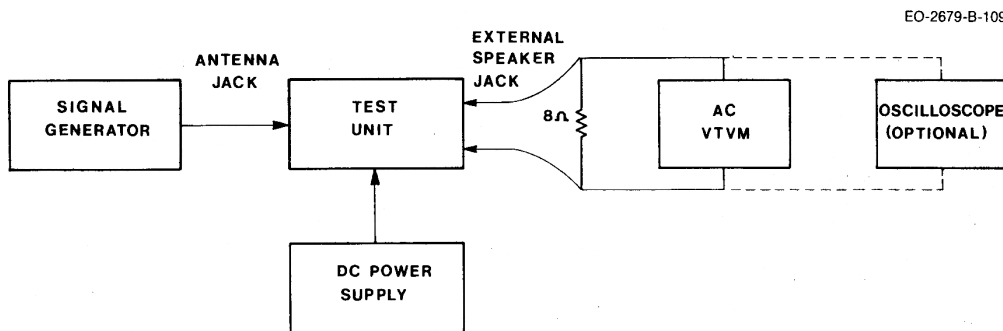 EO-2679-B-109
ANTENNA
JACK
EXTERNAL
SPEAKER
JACK
SIGNAL
GENERATOR
TEST
UNIT
8Ω
AC
VTVM
OSCILLOSCOPE
(OPTIONAL)
DC POWER
SUPPLY